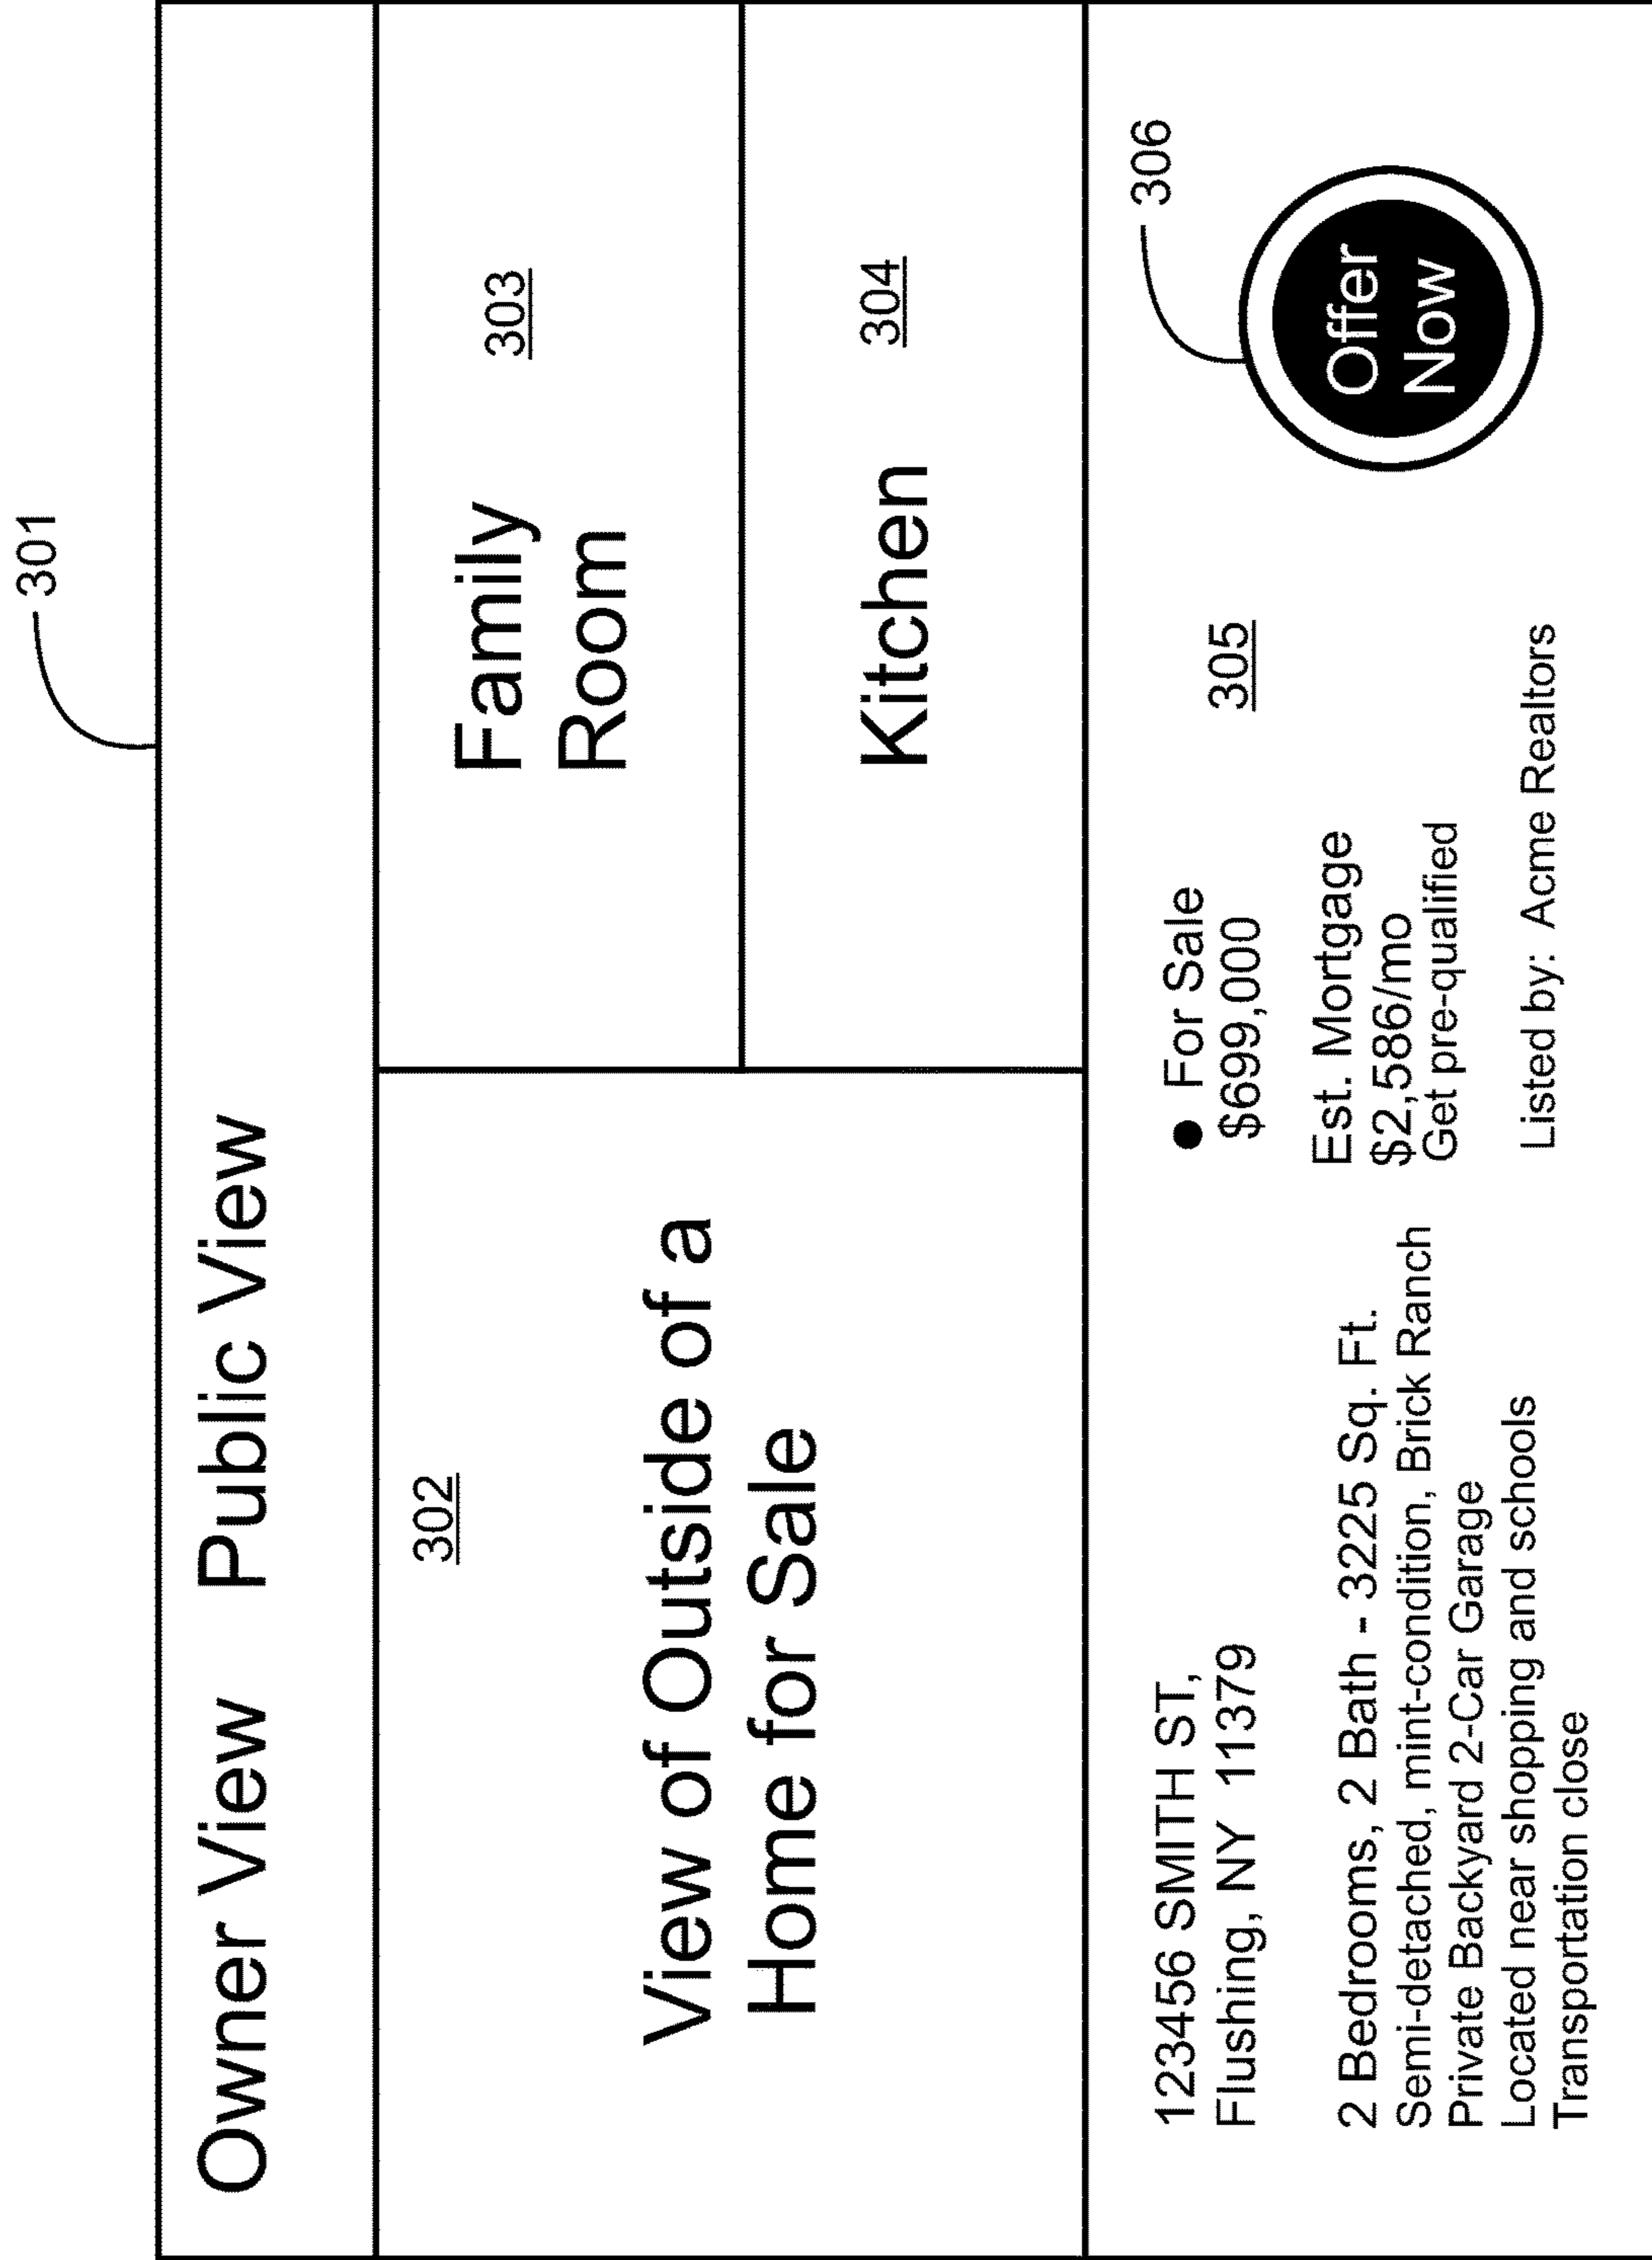 301
Owner View   Public View
302
View of Outside of a
Home for Sale
Family
Room
303
Kitchen
304
12345​6 SMITH ST,
Flushing, NY  11379
2 Bedrooms, 2 Bath - 3225 Sq. Ft.
Semi-detached, mint-condition, Brick Ranch
Private Backyard 2-Car Garage
Located near shopping and schools
Transportation close
● For Sale
$699,000
305
Est. Mortgage
$2,586/mo
Get pre-qualified
Listed by:  Acme Realtors
306
Offer
Now